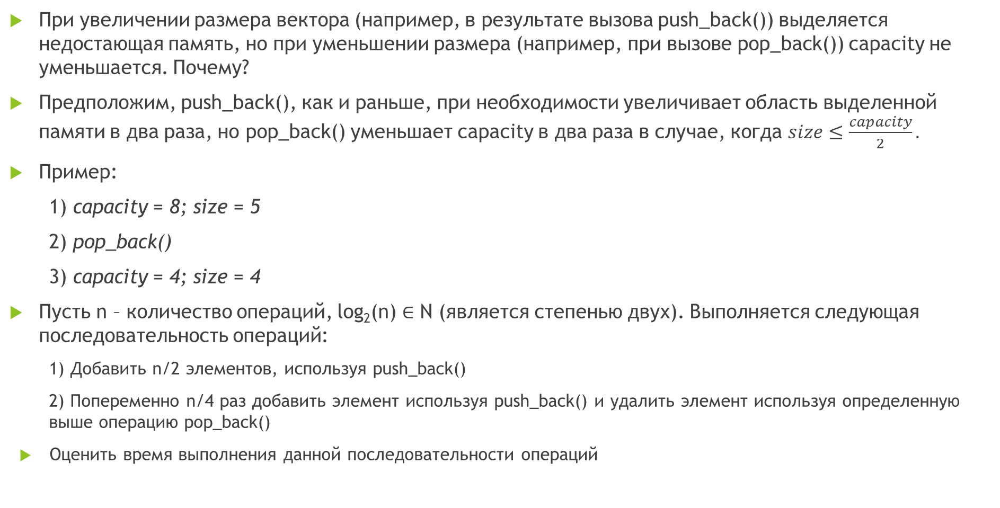 При увеличении размера вектора (например, в результате вызова push_back()) выделяется
недостающая память, но при уменьшении размера (например, при вызове pop_back()) capacity не
уменьшается. Почему?
Предположим, push_back(), как и раньше, при необходимости увеличивает область выделенной
памяти в два раза, но pop_back() уменьшает capacity в два раза в случае, когда size ≤ capacity/2.
Пример:
1) capacity = 8; size = 5
2) pop_back()
3) capacity = 4; size = 4
Пусть n – количество операций, log₂(n) ∈ N (является степенью двух). Выполняется следующая
последовательность операций:
1) Добавить n/2 элементов, используя push_back()
2) Попеременно n/4 раз добавить элемент используя push_back() и удалить элемент используя определенную
выше операцию pop_back()
Оценить время выполнения данной последовательности операций